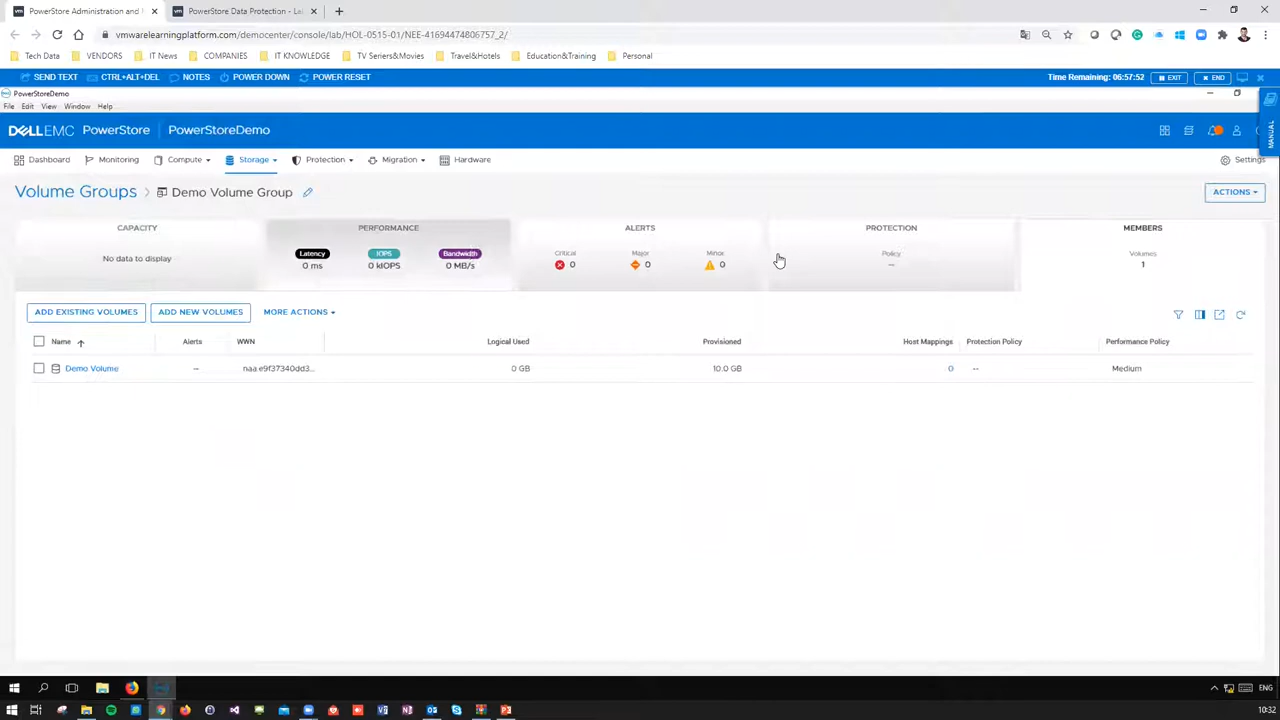 PowerStore Administration and
PowerStore Data Protection - La
vmwarelearningplatform.com/democenter/console/lab/HOL-0515-01/NEE-41694474806757_2/
Tech Data
VENDORS
IT News
COMPANIES
IT KNOWLEDGE
TV Seriers&Movies
Travel&Hotels
Education&Training
Personal
SEND TEXT
CTRL+ALT+DEL
NOTES
POWER DOWN
POWER RESET
Time Remaining: 06:57:52
EXIT
END
PowerStoreDemo
File Edit View Window Help
MANUAL
DELLEMC PowerStore PowerStoreDemo
Dashboard
Monitoring
Compute
Storage
Protection
Migration
Hardware
Settings
Volume Groups > Demo Volume Group
ACTIONS
CAPACITY
No data to display
PERFORMANCE
Latency IOPS Bandwidth
0 ms 0 kIOPS 0 MB/s
ALERTS
Critical Major Minor
0 0 0
PROTECTION
Policy
--
MEMBERS
Volumes
1
ADD EXISTING VOLUMES
ADD NEW VOLUMES
MORE ACTIONS
Name Alerts WWN Logical Used Provisioned Host Mappings Protection Policy Performance Policy
Demo Volume -- naa.e9f37340dd3... 0 GB 10.0 GB 0 -- Medium
ENG
10:32